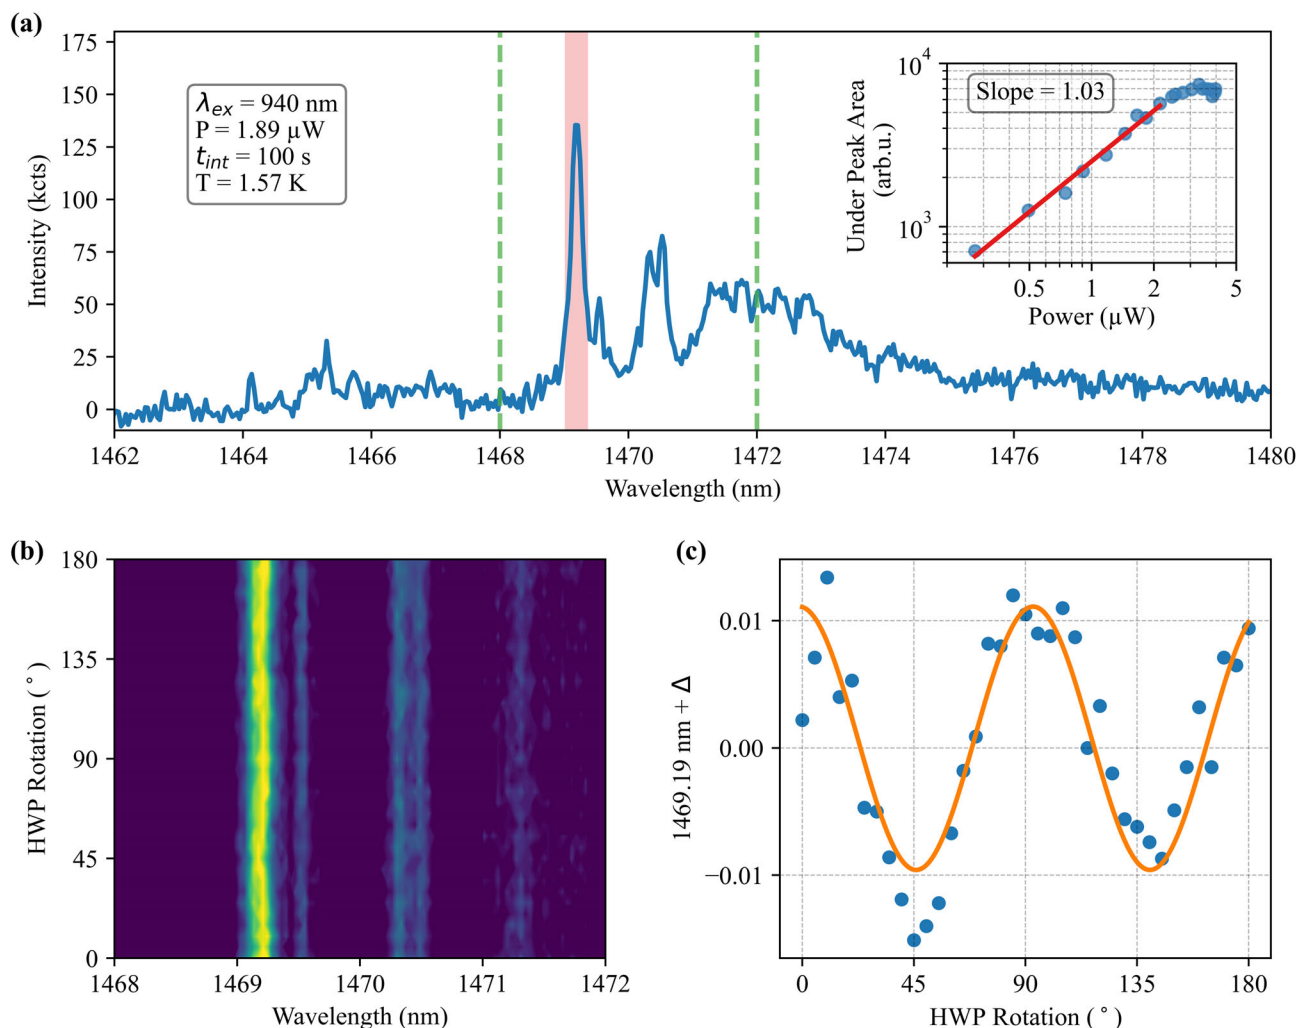 (a)
175
150
125
100
75
50
25
0
Intensity (kcts)
λex = 940 nm
P = 1.89 μW
tint = 100 s
T = 1.57 K
Slope = 1.03
10^4
10^3
Under Peak Area
(arb.u.)
0.5 1 2 5
Power (μW)
1462 1464 1466 1468 1470 1472 1474 1476 1478 1480
Wavelength (nm)
(b)
180
135
90
45
0
HWP Rotation (°)
1468 1469 1470 1471 1472
Wavelength (nm)
(c)
0.01
0.00
−0.01
1469.19 nm + Δ
0 45 90 135 180
HWP Rotation (°)